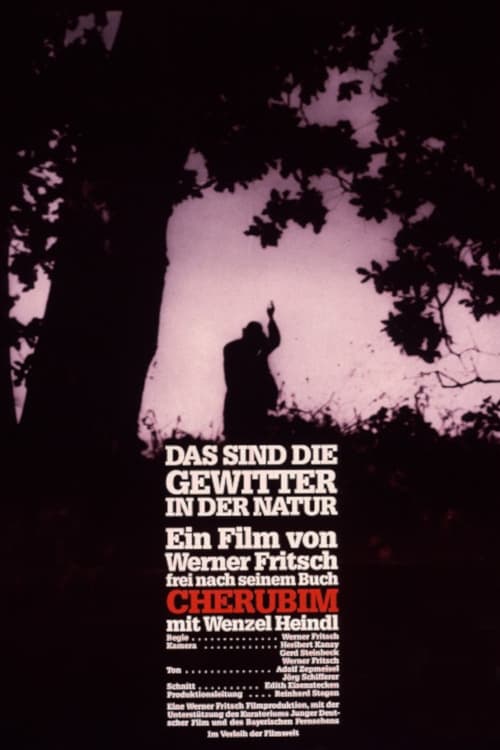 DAS SIND DIE
GEWITTER
IN DER NATUR
Ein Film von
Werner Fritsch
frei nach seinem Buch
CHERUBIM
mit Wenzel Heindl
Regie . . . . . . . . . . . . . . Werner Fritsch
Kamera . . . . . . . . . . . . Heribert Kansy
Gerd Steinbeck
Werner Fritsch
Ton . . . . . . . . . . . . . . . Adolf Zepmeisel
Jörg Schifferer
Schnitt . . . . . . . . . . Edith Eisenstecken
Produktionsleitung . . . . Reinhard Stegen
Eine Werner Fritsch Filmproduktion, mit der
Unterstützung des Kuratoriums Junger Deut-
scher Film und des Bayerischen Fernsehens
Im Verleih der Filmwelt